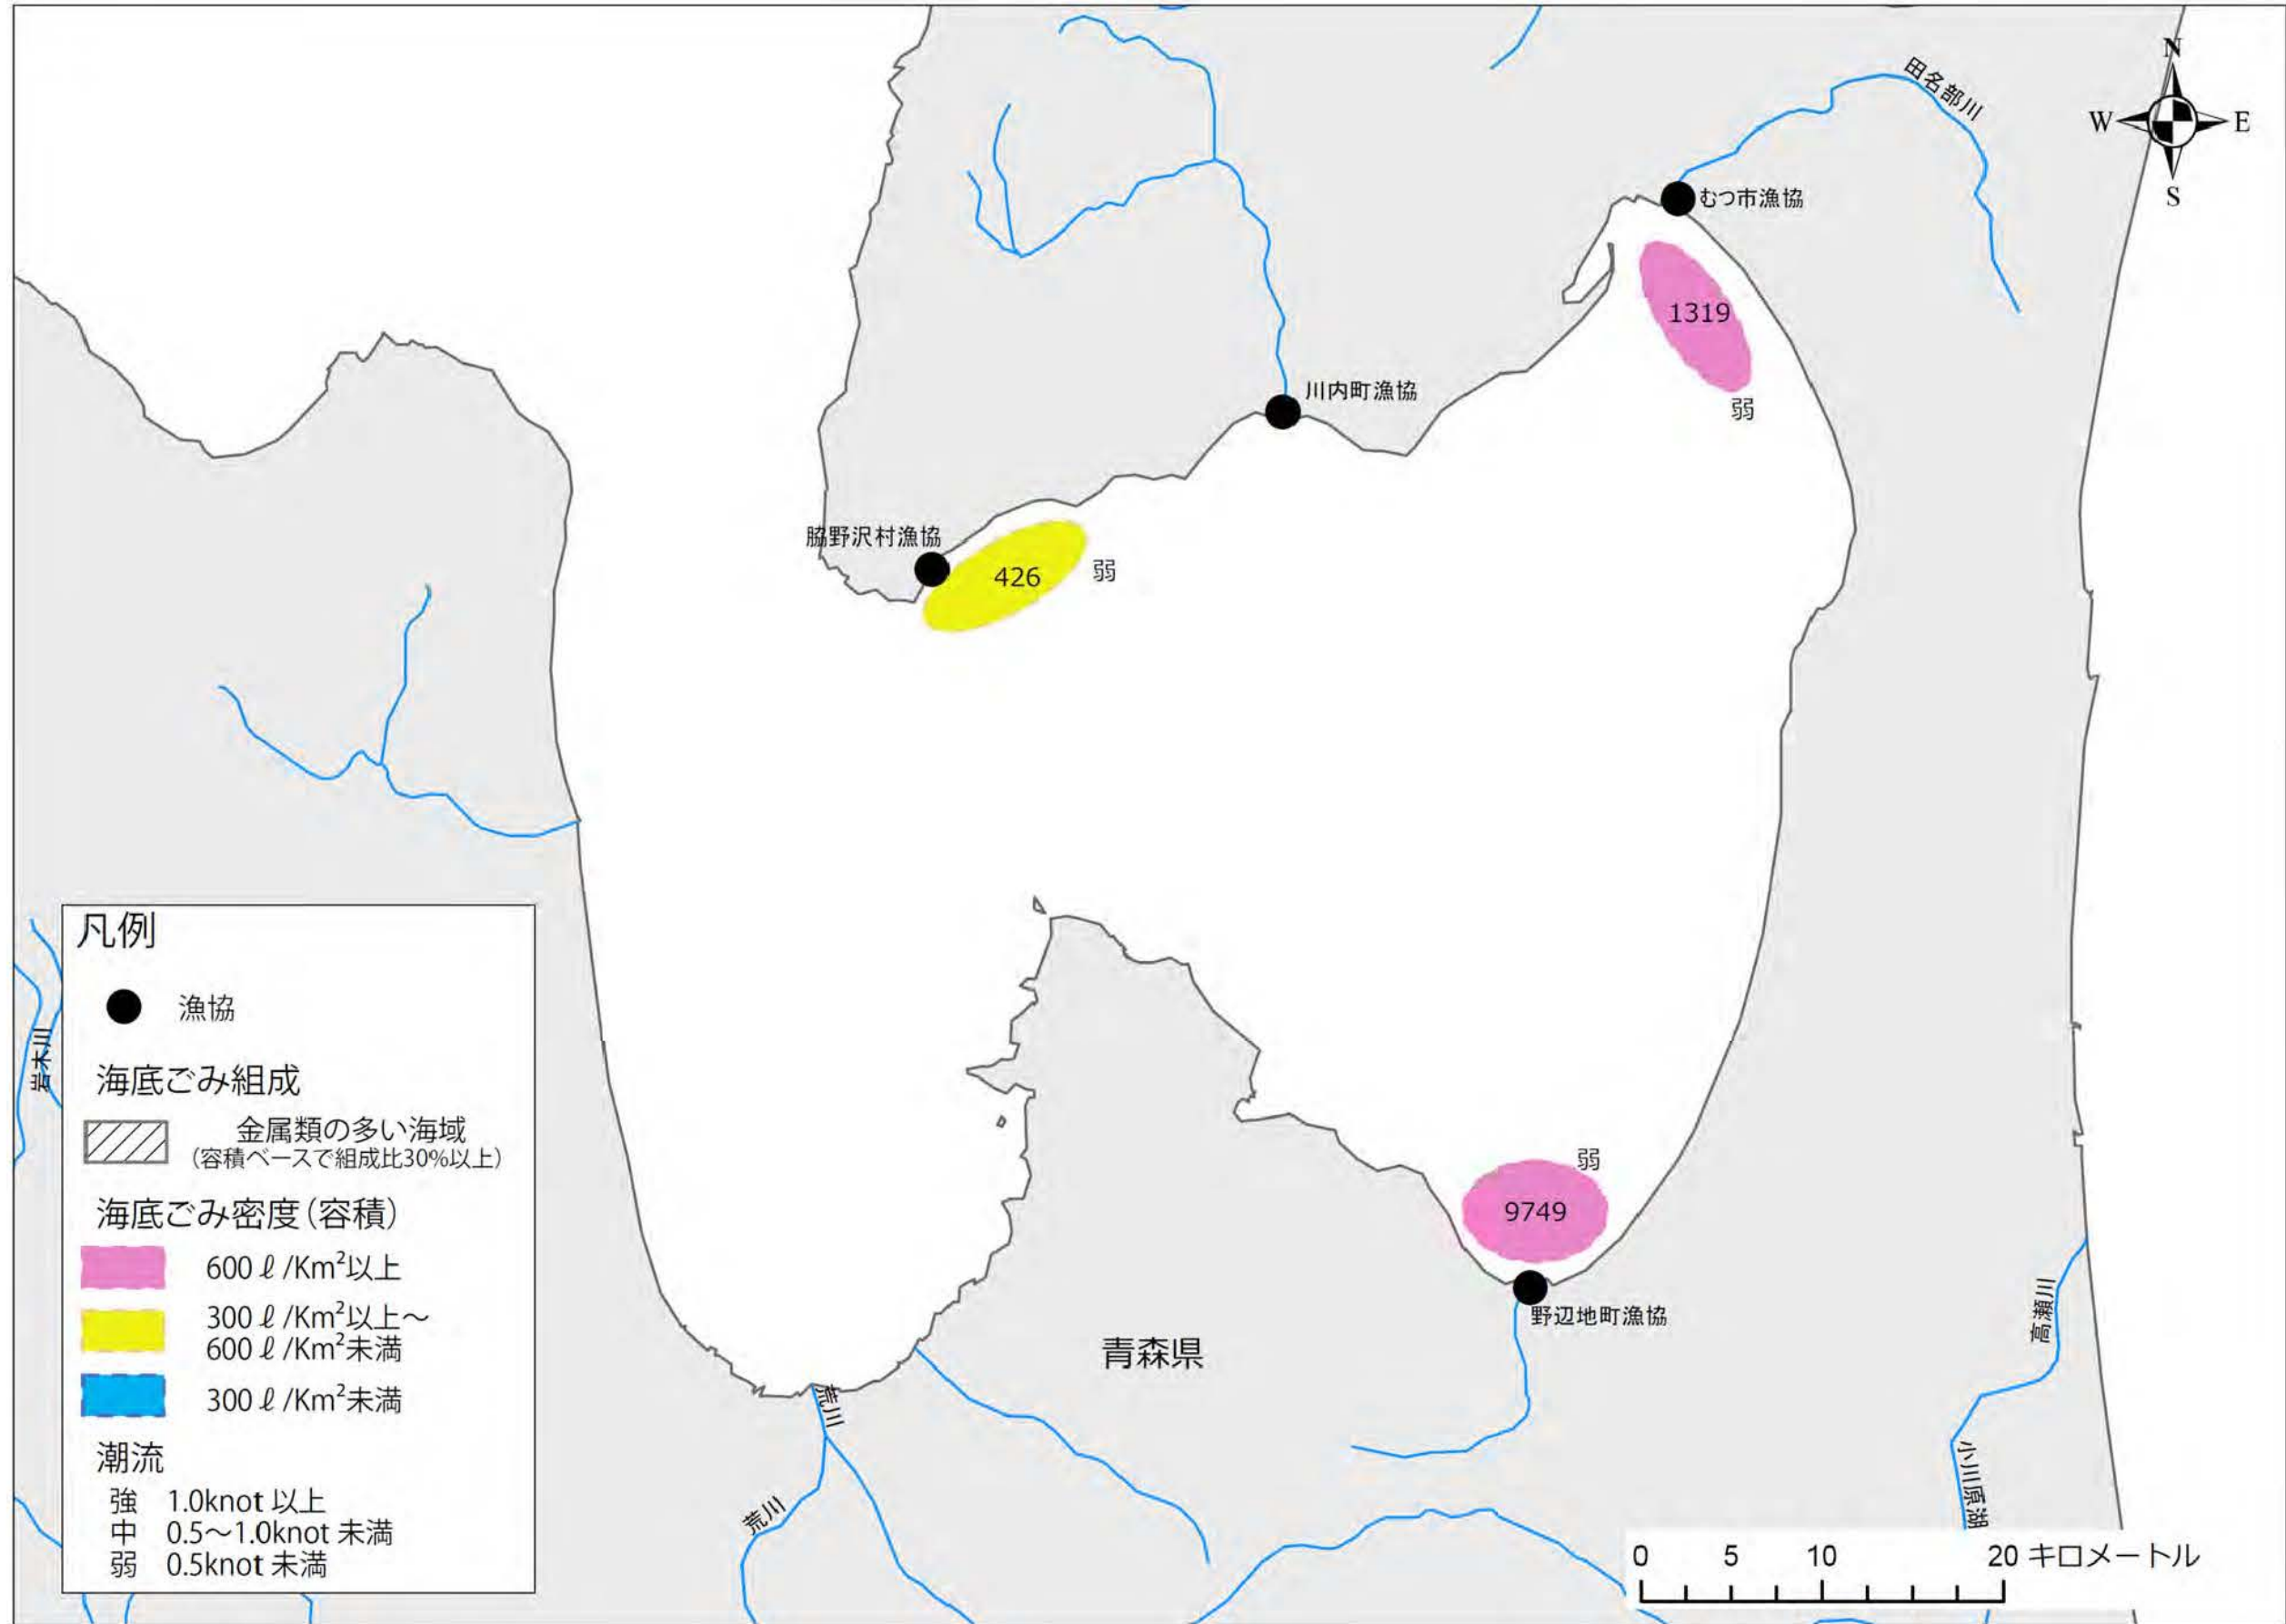 N
W E
S
田名部川
むつ市漁協
1319
弱
川内町漁協
脇野沢村漁協
426
弱
弱
9749
野辺地町漁協
青森県
荒川
荒川
岩木川
高瀬川
小川原湖
凡例
漁協
海底ごみ組成
金属類の多い海域
(容積ベースで組成比30%以上)
海底ごみ密度(容積)
600ℓ/Km²以上
300ℓ/Km²以上～
600ℓ/Km²未満
300ℓ/Km²未満
潮流
強 1.0knot 以上
中 0.5～1.0knot 未満
弱 0.5knot 未満
0 5 10 20 キロメートル